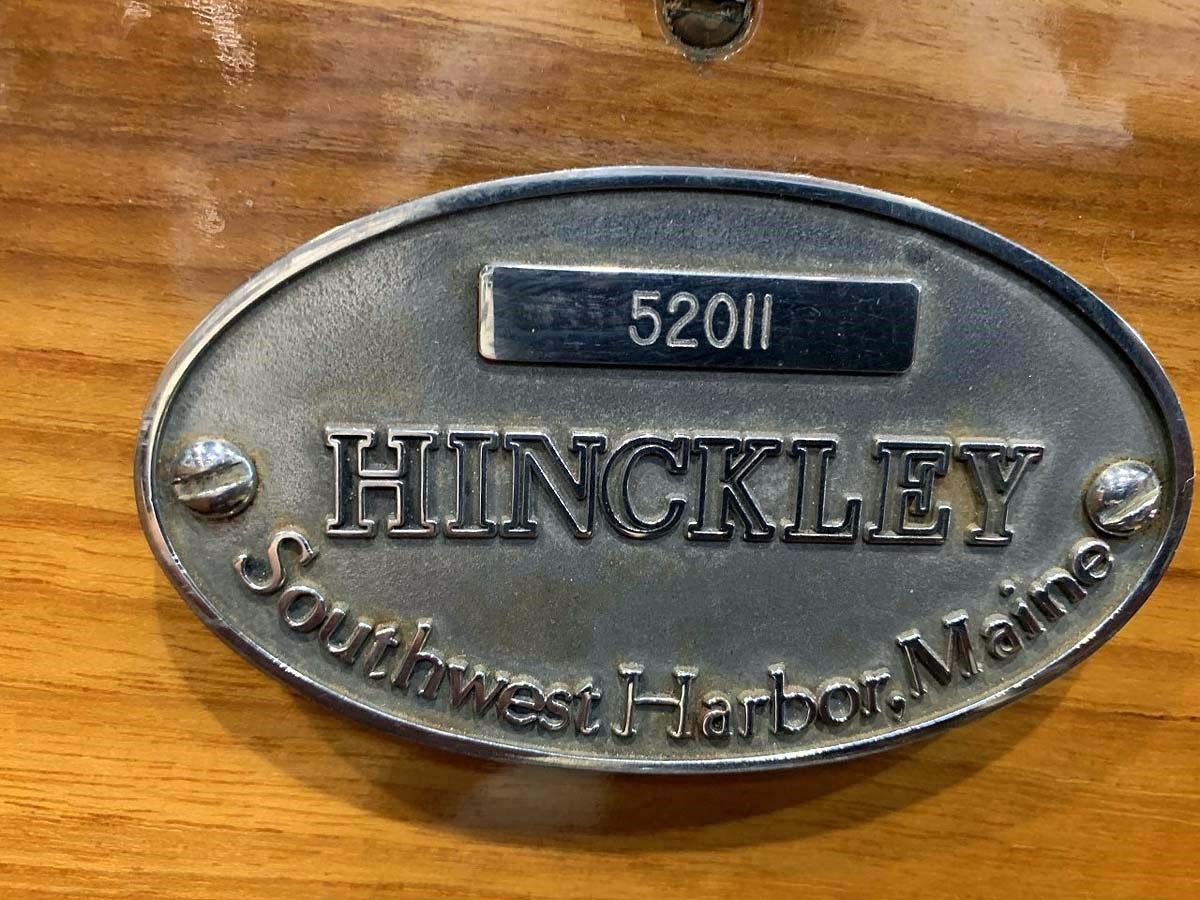 52011
HINCKLEY
Southwest Harbor, Maine